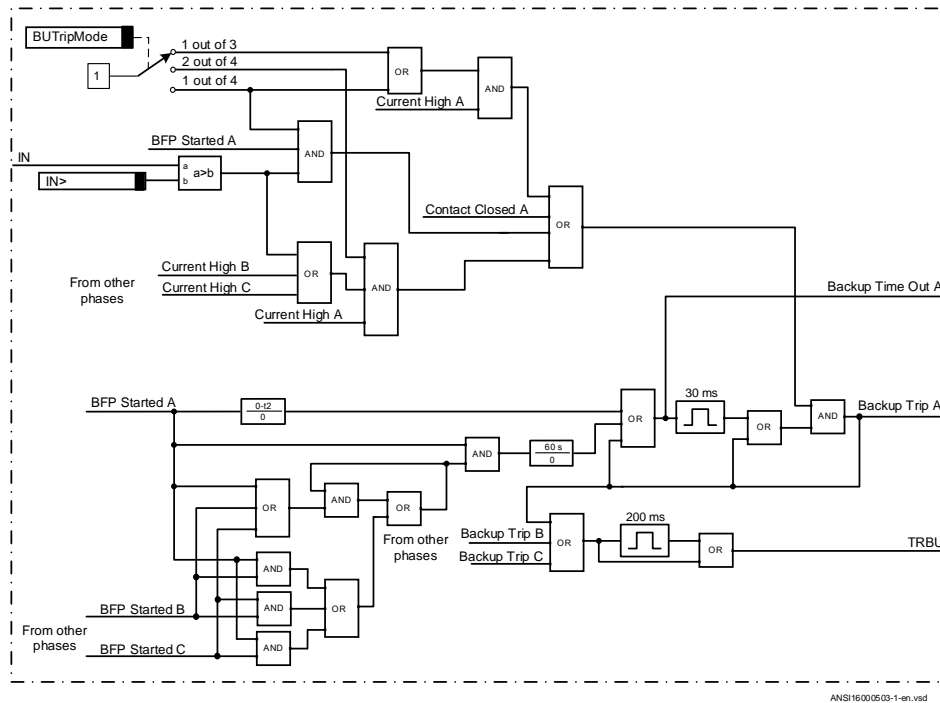 BUTripMode
1 out of 3
2 out of 4
1
1 out of 4
OR
AND
Current High A
BFP Started A
AND
IN
a
b
a>b
IN>
Contact Closed A
OR
From other
phases
Current High B
Current High C
OR
AND
Current High A
Backup Time Out A
BFP Started A
0-t2
0
OR
30 ms
OR
AND
Backup Trip A
AND
60 s
0
OR
AND
OR
From other
phases
Backup Trip B
Backup Trip C
OR
200 ms
OR
TRBU
AND
AND
OR
BFP Started B
From other
phases
BFP Started C
AND
ANSI16000503-1-en.vsd